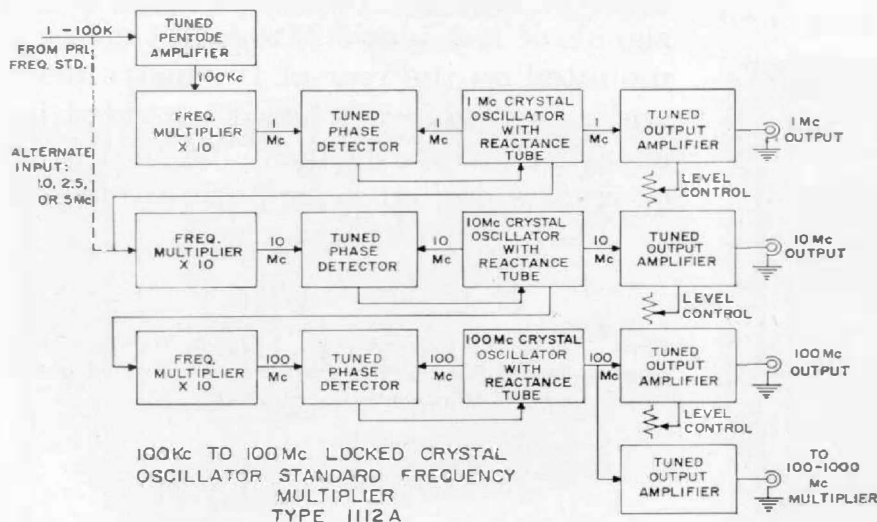 1 - 100K
FROM PRI.
FREQ. STD.
TUNED
PENTODE
AMPLIFIER
100Kc
FREQ.
MULTIPLIER
X 10
1
Mc
TUNED
PHASE
DETECTOR
1
Mc
1 Mc CRYSTAL
OSCILLATOR
WITH
REACTANCE
TUBE
1
Mc
TUNED
OUTPUT
AMPLIFIER
1 Mc
OUTPUT
ALTERNATE
INPUT:
1.0, 2.5,
OR 5Mc
LEVEL
CONTROL
FREQ.
MULTIPLIER
X 10
10
Mc
TUNED
PHASE
DETECTOR
10
Mc
10Mc CRYSTAL
OSCILLATOR
WITH
REACTANCE
TUBE
10
Mc
TUNED
OUTPUT
AMPLIFIER
10 Mc
OUTPUT
LEVEL
CONTROL
FREQ.
MULTIPLIER
X 10
100
Mc
TUNED
PHASE
DETECTOR
100
Mc
100Mc CRYSTAL
OSCILLATOR
WITH
REACTANCE
TUBE
100
Mc
TUNED
OUTPUT
AMPLIFIER
100 Mc
OUTPUT
LEVEL
CONTROL
TUNED
OUTPUT
AMPLIFIER
TO
100-1000
Mc
MULTIPLIER
100Kc TO 100Mc LOCKED CRYSTAL
OSCILLATOR STANDARD FREQUENCY
MULTIPLIER
TYPE 1112A